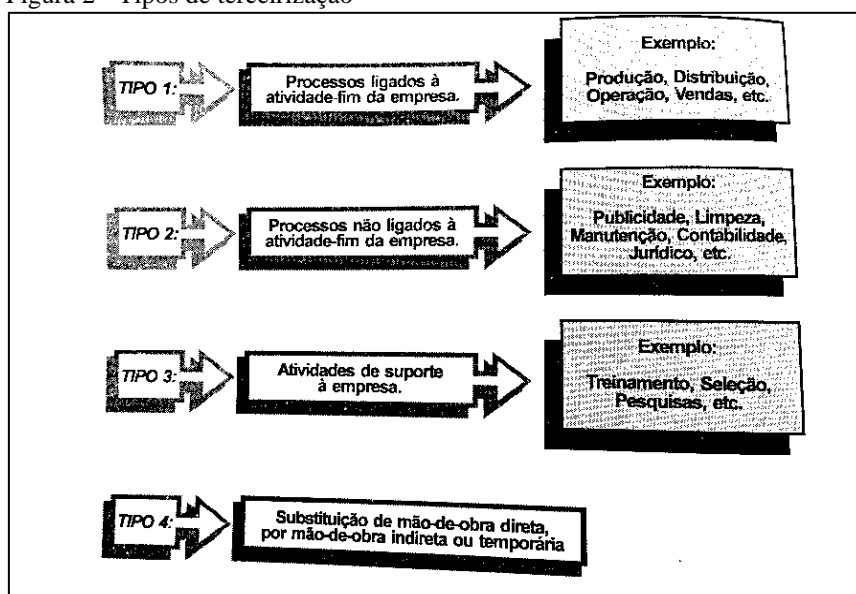 Figura 2 - Tipos de terceirização
TIPO 1:
Processos ligados à
atividade-fim da empresa.
Exemplo:
Produção, Distribuição,
Operação, Vendas, etc.
TIPO 2:
Processos não ligados à
atividade-fim da empresa.
Exemplo:
Publicidade, Limpeza,
Manutenção, Contabilidade,
Jurídico, etc.
TIPO 3:
Atividades de suporte
à empresa.
Exemplo:
Treinamento, Seleção,
Pesquisas, etc.
TIPO 4:
Substituição de mão-de-obra direta,
por mão-de-obra indireta ou temporária